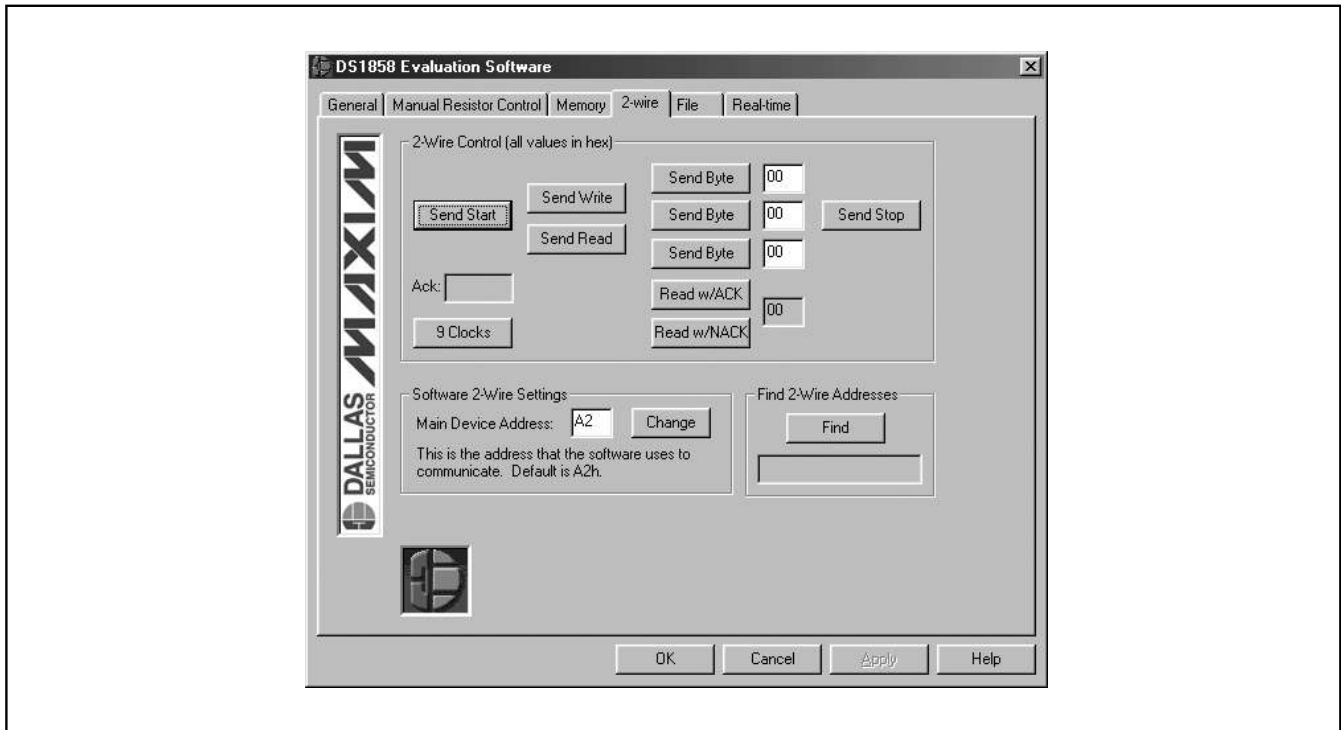 DS1858 Evaluation Software
General Manual Resistor Control Memory 2-wire File Real-time
DALLAS SEMICONDUCTOR MAXIM
2-Wire Control (all values in hex)
Send Start
Send Write
Send Read
Send Byte 00
Send Byte 00
Send Byte 00
Send Stop
Ack:
9 Clocks
Read w/ACK
Read w/NACK
00
Software 2-Wire Settings
Main Device Address: A2 Change
This is the address that the software uses to
communicate. Default is A2h.
Find 2-Wire Addresses
Find
OK Cancel Apply Help